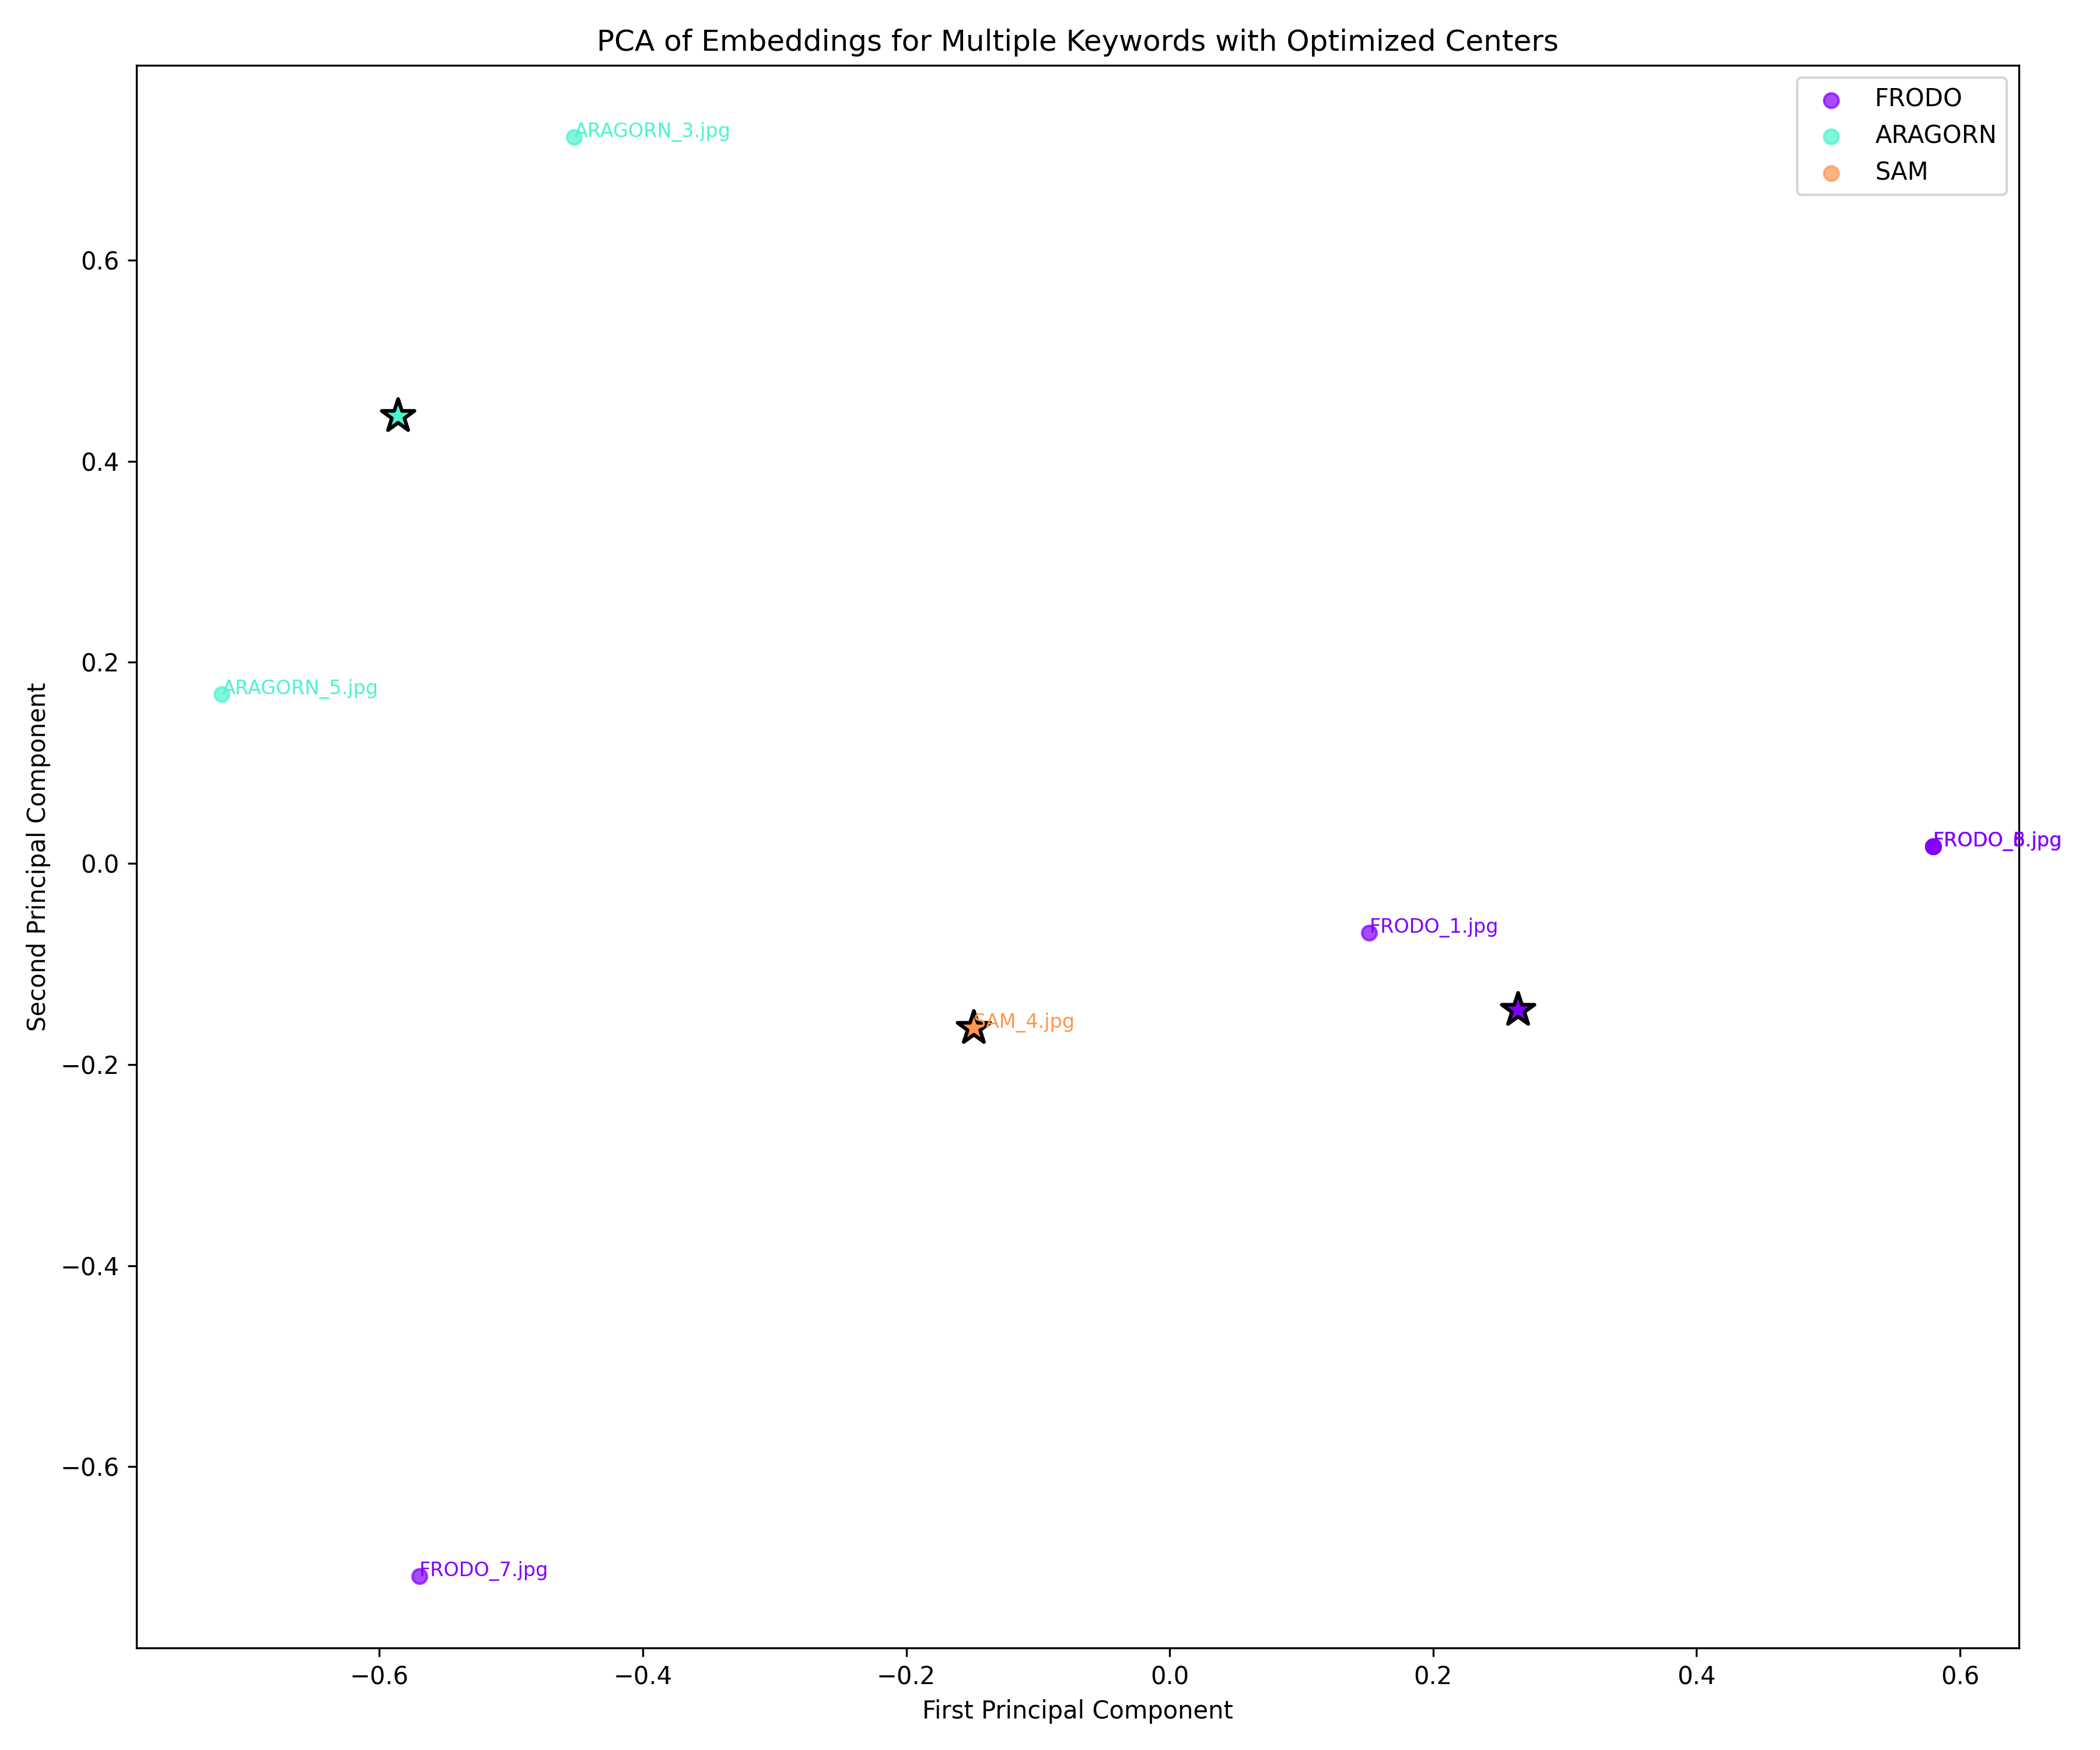 PCA of Embeddings for Multiple Keywords with Optimized Centers
FRODO
ARAGORN
SAM
ARAGORN_3.jpg
ARAGORN_5.jpg
FRODO_1.jpg
SAM_4.jpg
FRODO_7.jpg
Second Principal Component
0.6
0.4
0.2
0.0
−0.2
−0.4
−0.6
−0.6
−0.4
−0.2
0.0
0.2
0.4
0.6
First Principal Component